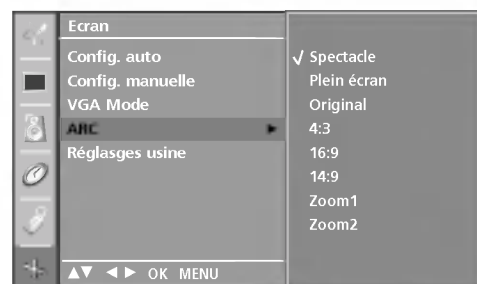 Ecran
Config. auto
Config. manuelle
VGA Mode
ARC
Réglasges usine
▲▼ ◄ ► OK MENU
√ Spectacle
Plein écran
Original
4:3
16:9
14:9
Zoom1
Zoom2